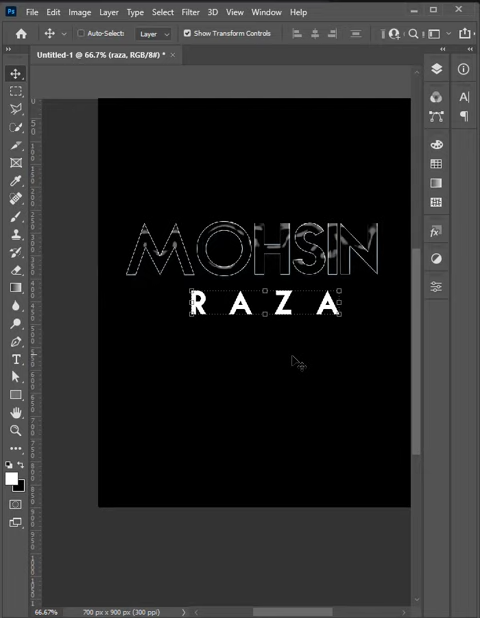 Ps File Edit Image Layer Type Select Filter 3D View Window Help
Auto-Select: Layer Show Transform Controls
Untitled-1 @ 66.7% (raza, RGB/8#) *
MOHSIN
RAZA
66.67% 700 px x 900 px (300 ppi)